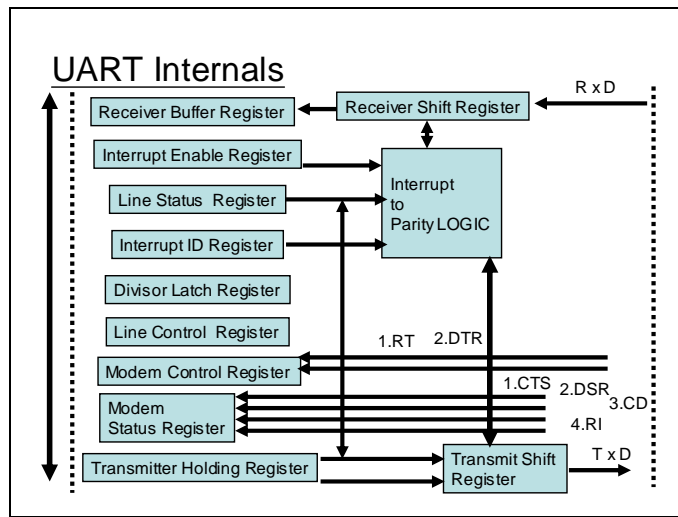 UART Internals
R x D
Receiver Buffer Register
Receiver Shift Register
Interrupt Enable Register
Interrupt
to
Parity LOGIC
Line Status Register
Interrupt ID Register
Divisor Latch Register
Line Control Register
1.RT
2.DTR
Modem Control Register
1.CTS
2.DSR
3.CD
Modem
Status Register
4.RI
Transmitter Holding Register
Transmit Shift
Register
T x D